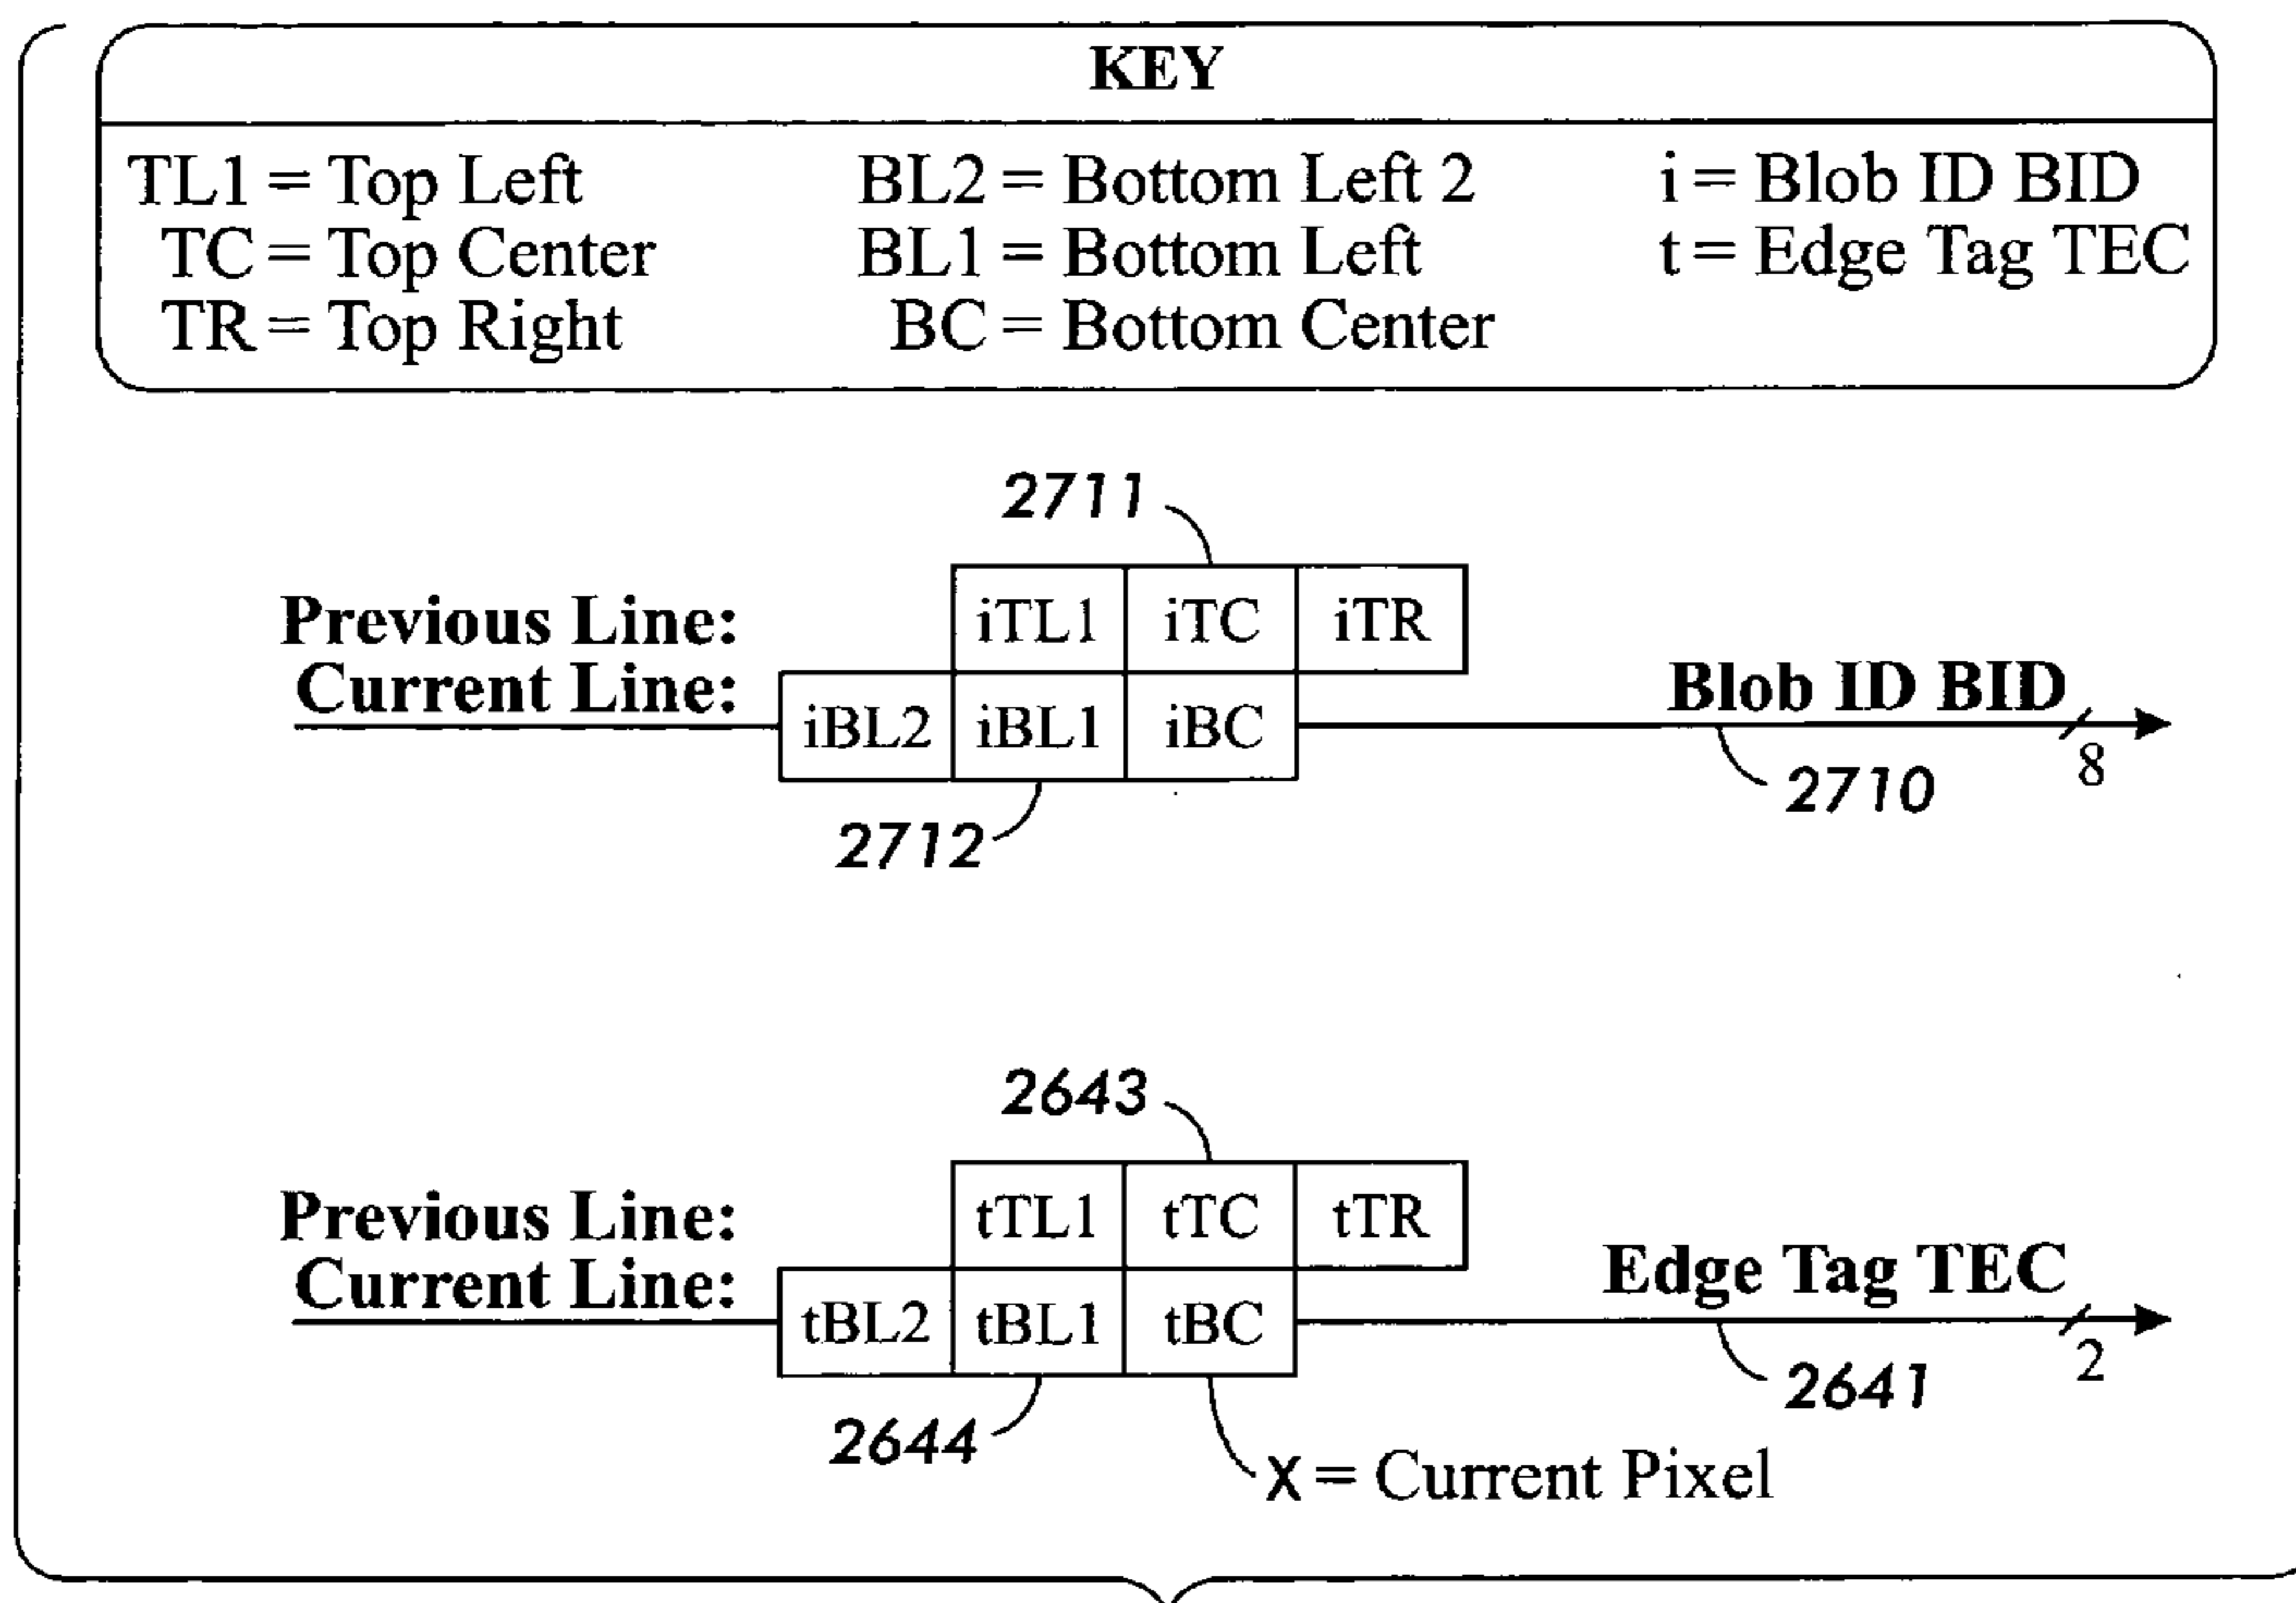 KEY
TL1 = Top Left BL2 = Bottom Left 2 i = Blob ID BID
TC = Top Center BL1 = Bottom Left t = Edge Tag TEC
TR = Top Right BC = Bottom Center
2711
Previous Line: iTL1 iTC iTR
Current Line: iBL2 iBL1 iBC Blob ID BID
8
2710
2712
2643
Previous Line: tTL1 tTC tTR
Current Line: tBL2 tBL1 tBC Edge Tag TEC
2
2641
2644
X = Current Pixel